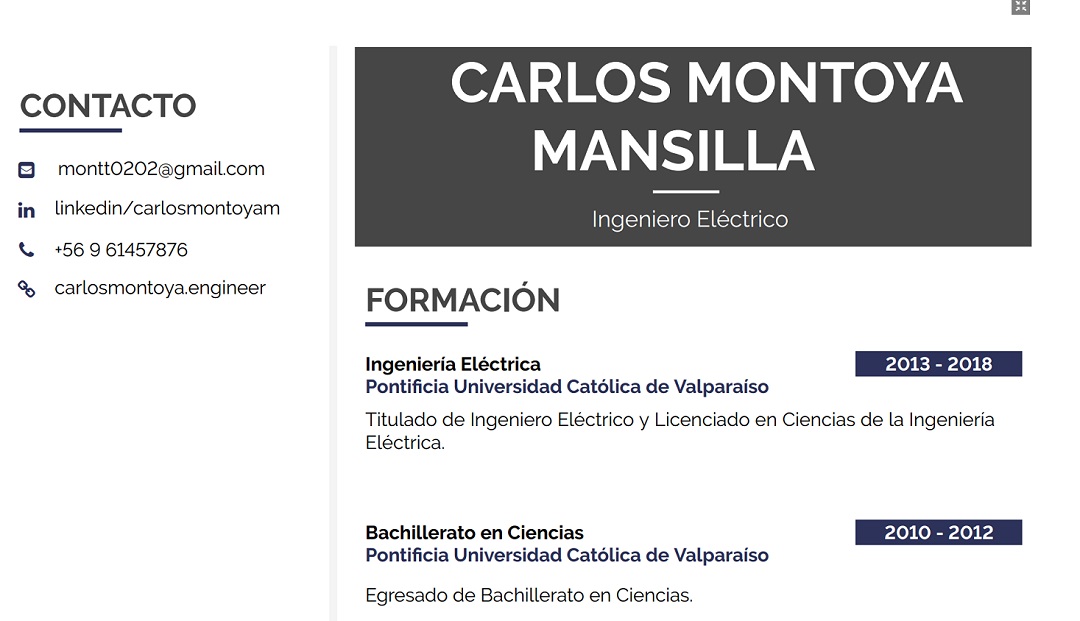 CONTACTO
montt0202@gmail.com
linkedin/carlosmontoyam
+56 9 61457876
carlosmontoya.engineer
CARLOS MONTOYA
MANSILLA
Ingeniero Eléctrico
FORMACIÓN
Ingeniería Eléctrica
2013 - 2018
Pontificia Universidad Católica de Valparaíso
Titulado de Ingeniero Eléctrico y Licenciado en Ciencias de la Ingeniería
Eléctrica.
Bachillerato en Ciencias
2010 - 2012
Pontificia Universidad Católica de Valparaíso
Egresado de Bachillerato en Ciencias.